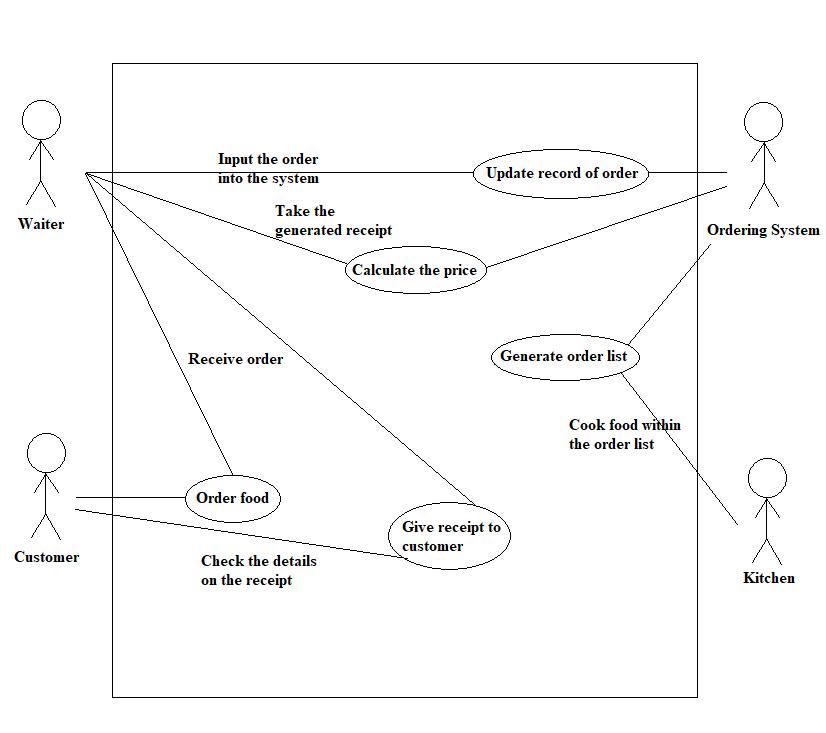 Input the order
into the system
Update record of order
Waiter
Take the
generated receipt
Ordering System
Calculate the price
Receive order
Generate order list
Cook food within
the order list
Order food
Give receipt to
customer
Customer
Check the details
on the receipt
Kitchen